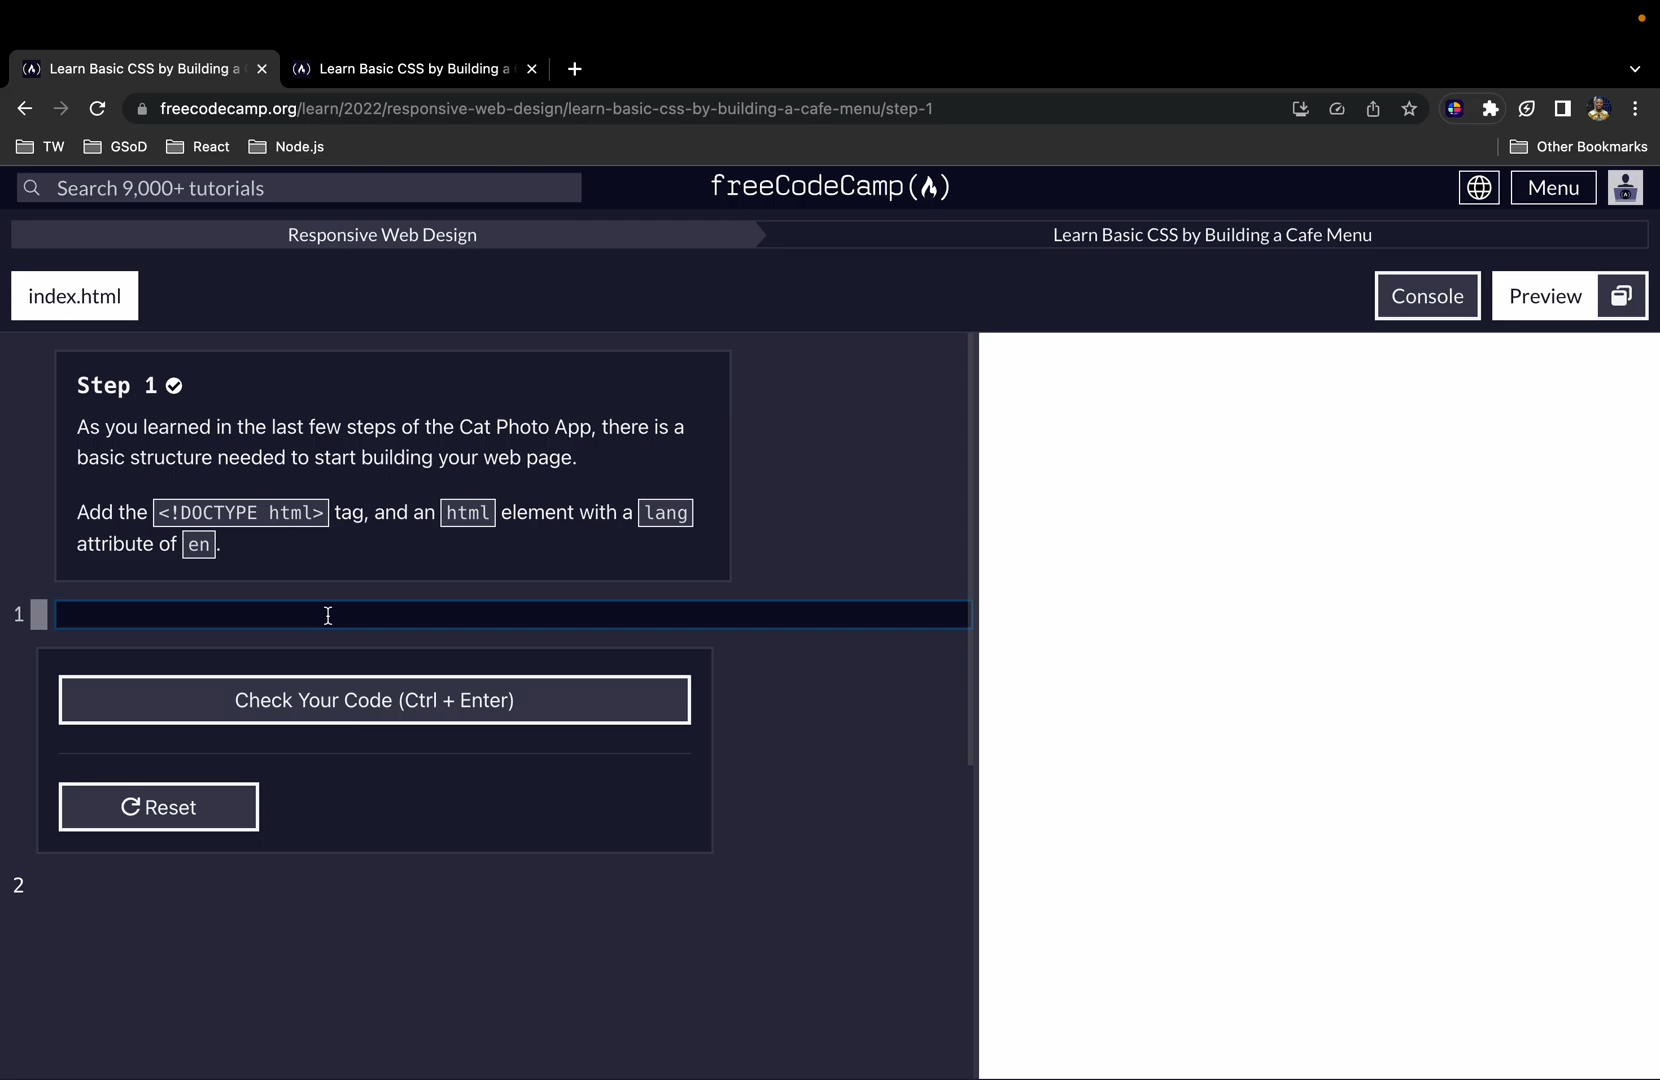 Learn Basic CSS by Building a
Learn Basic CSS by Building a
freecodecamp.org/learn/2022/responsive-web-design/learn-basic-css-by-building-a-cafe-menu/step-1
TW GSoD React Node.js Other Bookmarks
Search 9,000+ tutorials freeCodeCamp Menu
Responsive Web Design Learn Basic CSS by Building a Cafe Menu
index.html Console Preview
Step 1
As you learned in the last few steps of the Cat Photo App, there is a
basic structure needed to start building your web page.
Add the <!DOCTYPE html> tag, and an html element with a lang
attribute of en.
1
Check Your Code (Ctrl + Enter)
Reset
2